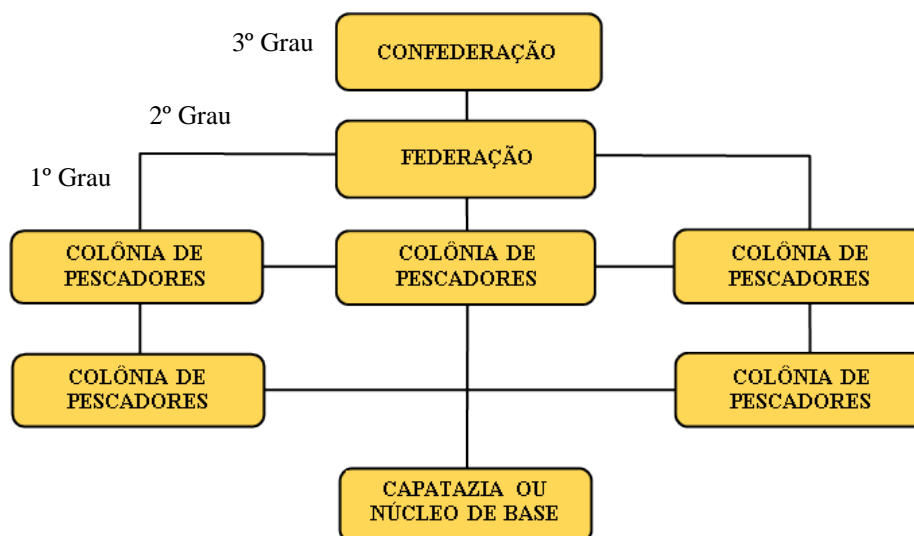 3º Grau
CONFEDERAÇÃO
2º Grau
FEDERAÇÃO
1º Grau
COLÔNIA DE
PESCADORES
COLÔNIA DE
PESCADORES
COLÔNIA DE
PESCADORES
COLÔNIA DE
PESCADORES
COLÔNIA DE
PESCADORES
CAPATAZIA OU
NÚCLEO DE BASE